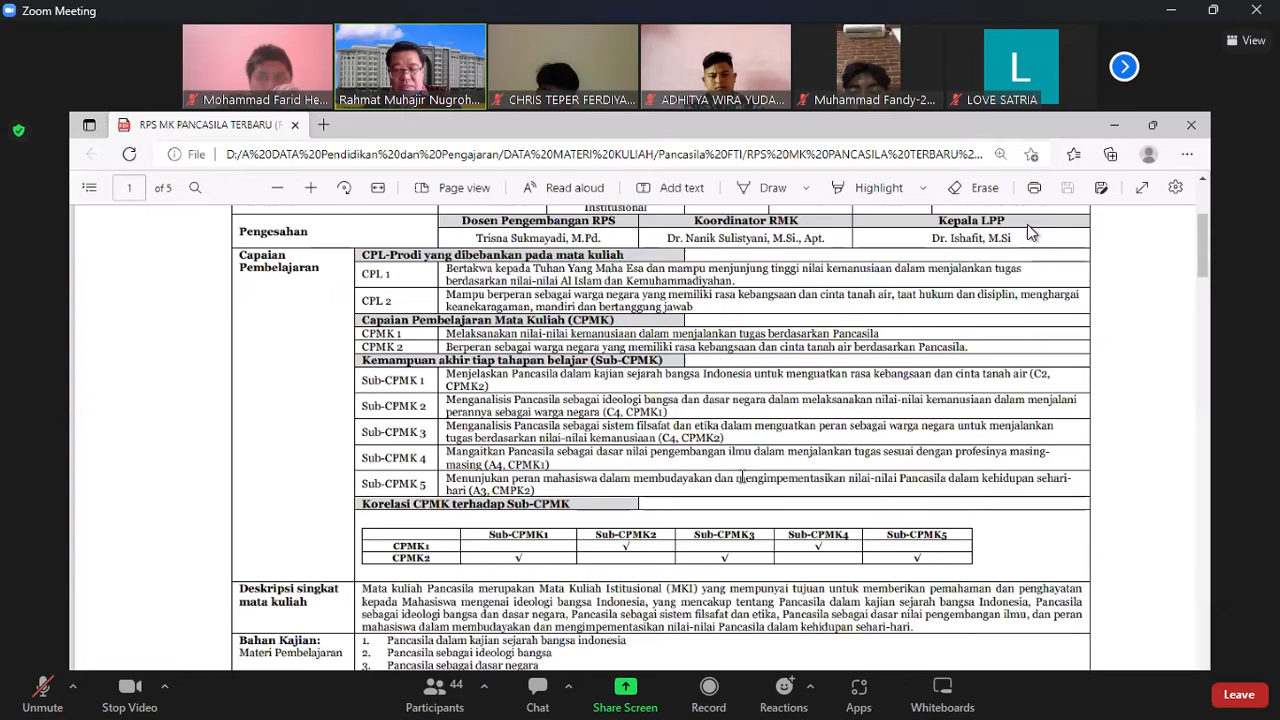 Zoom Meeting
View
Mohammad Farid He...
Rahmat Muhajir Nugroh...
CHRIS TEPER FERDIYA...
ADHITYA WIRA YUDA...
Muhammad Fandy-2...
L
LOVE SATRIA
RPS MK PANCASILA TERBARU (F
File D:/A%20DATA%20Pendidikan%20dan%20Pengajaran/DATA%20MATERI%20KULIAH/Pancasila%20FTI/RPS%20MK%20PANCASILA%20TERBARU%2...
1 of 5
Page view
Read aloud
Add text
Draw
Highlight
Erase
Institusional
Pengesahan
Dosen Pengembangan RPS
Koordinator RMK
Kepala LPP
Trisna Sukmayadi, M.Pd.
Dr. Nanik Sulistyani, M.Si., Apt.
Dr. Ishafit, M.Si
Capaian
Pembelajaran
CPL-Prodi yang dibebankan pada mata kuliah
CPL 1
Bertakwa kepada Tuhan Yang Maha Esa dan mampu menjunjung tinggi nilai kemanusiaan dalam menjalankan tugas
berdasarkan nilai-nilai Al Islam dan Kemuhammadiyahan.
CPL 2
Mampu berperan sebagai warga negara yang memiliki rasa kebangsaan dan cinta tanah air, taat hukum dan disiplin, menghargai
keanekaragaman, mandiri dan bertanggung jawab
Capaian Pembelajaran Mata Kuliah (CPMK)
CPMK 1 Melaksanakan nilai-nilai kemanusiaan dalam menjalankan tugas berdasarkan Pancasila
CPMK 2 Berperan sebagai warga negara yang memiliki rasa kebangsaan dan cinta tanah air berdasarkan Pancasila.
Kemampuan akhir tiap tahapan belajar (Sub-CPMK)
Sub-CPMK 1
Menjelaskan Pancasila dalam kajian sejarah bangsa Indonesia untuk menguatkan rasa kebangsaan dan cinta tanah air (C2,
CPMK2)
Sub-CPMK 2
Menganalisis Pancasila sebagai ideologi bangsa dan dasar negara dalam melaksanakan nilai-nilai kemanusiaan dalam menjalani
perannya sebagai warga negara (C4, CPMK1)
Sub-CPMK 3
Menganalisis Pancasila sebagai sistem filsafat dan etika dalam menguatkan peran sebagai warga negara untuk menjalankan
tugas berdasarkan nilai-nilai kemanusiaan (C4, CPMK2)
Sub-CPMK 4
Mangaitkan Pancasila sebagai dasar nilai pengembangan ilmu dalam menjalankan tugas sesuai dengan profesinya masing-
masing (A4, CPMK1)
Sub-CPMK 5
Menunjukan peran mahasiswa dalam membudayakan dan mengimpementasikan nilai-nilai Pancasila dalam kehidupan sehari-
hari (A3, CMPK2)
Korelasi CPMK terhadap Sub-CPMK
Sub-CPMK1 Sub-CPMK2 Sub-CPMK3 Sub-CPMK4 Sub-CPMK5
CPMK1 √ √
CPMK2 √ √ √
Deskripsi singkat
mata kuliah
Mata kuliah Pancasila merupakan Mata Kuliah Istitusional (MKI) yang mempunyai tujuan untuk memberikan pemahaman dan penghayatan
kepada Mahasiswa mengenai ideologi bangsa Indonesia, yang mencakup tentang Pancasila dalam kajian sejarah bangsa Indonesia, Pancasila
sebagai ideologi bangsa dan dasar negara, Pancasila sebagai sistem filsafat dan etika, Pancasila sebagai dasar nilai pengembangan ilmu, dan peran
mahasiswa dalam membudayakan dan mengimpementasikan nilai-nilai Pancasila dalam kehidupan sehari-hari.
Bahan Kajian:
Materi Pembelajaran
1. Pancasila dalam kajian sejarah bangsa indonesia
2. Pancasila sebagai ideologi bangsa
3. Pancasila sebagai dasar negara
Unmute
Stop Video
44
Participants
Chat
Share Screen
Record
Reactions
Apps
Whiteboards
Leave